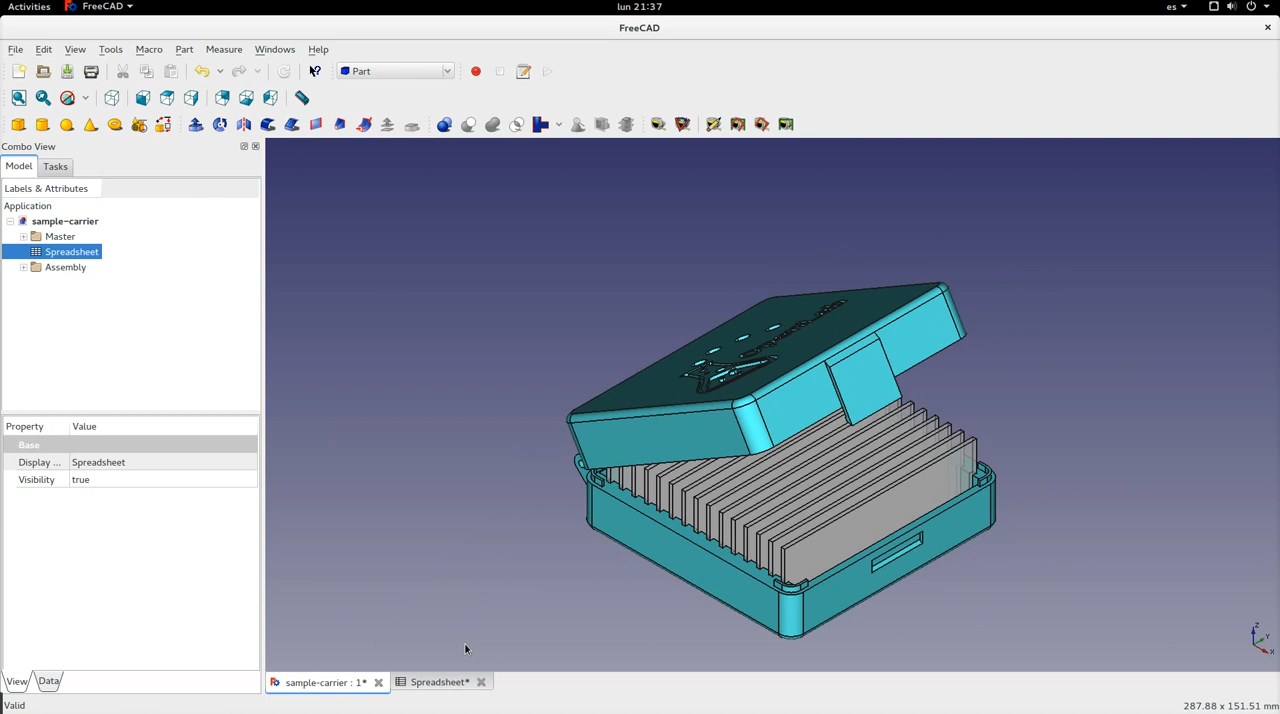 Activities FreeCAD lun 21:37 es
FreeCAD ×
File Edit View Tools Macro Part Measure Windows Help
Part
Combo View
Model Tasks
Labels & Attributes
Application
sample-carrier
Master
Spreadsheet
Assembly
Property Value
Base
Display ... Spreadsheet
Visibility true
View Data
sample-carrier : 1* Spreadsheet*
Valid 287.88 x 151.51 mm
Z
Y
X